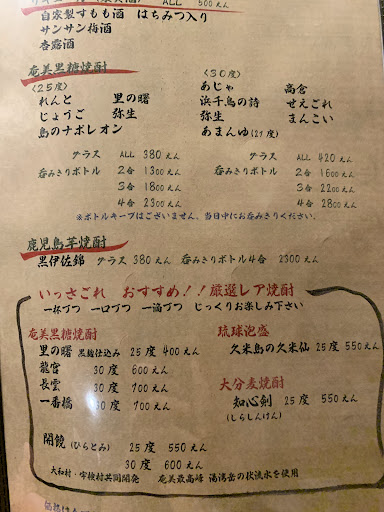 ALL 500えん
自家製すもも酒 はちみつ入り
サンサン梅酒
杏露酒
奄美黒糖焼酎
〈25度〉
れんと 里の曙
じょうご 弥生
島のナポレオン
〈30度〉
あじゃ 高倉
浜千鳥の詩 せえごれ
弥生 まんこい
あまんゆ(21度)
グラス ALL 380えん
呑みきりボトル 2合 1300えん
3合 1800えん
4合 2300えん
グラス ALL 420えん
呑みきりボトル 2合 1600えん
3合 2200えん
4合 2800えん
※ボトルキープはございません。当日中にお呑みきりください。
鹿児島芋焼酎
黒伊佐錦 グラス 380えん 呑みきりボトル4合 2300えん
いっさごれ おすすめ!!厳選レア焼酎
一杯づつ 一口づつ 一滴づつ じっくりお楽しみ下さい
奄美黒糖焼酎
里の曙 黒麹仕込み 25度 400えん
龍宮 30度 600えん
長雲 30度 700えん
一番橋 30度 700えん
琉球泡盛
久米島の久米仙 25度 550えん
大分麦焼酎
知心剣 25度 550えん
(しらしんけん)
開饒(ひらとみ) 25度 550えん
30度 600えん
大和村・宇検村共同開発 奄美最高峰 湯湾岳の伏流水を使用